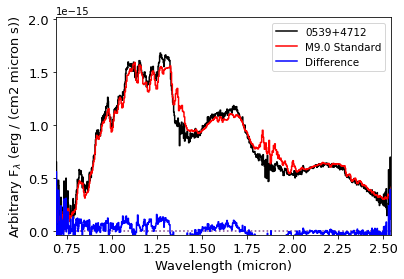 1e−15
2.0
1.5
1.0
0.5
0.0
Arbitrary Fλ (erg / (cm2 micron s))
0539+4712
M9.0 Standard
Difference
0.75 1.00 1.25 1.50 1.75 2.00 2.25 2.50
Wavelength (micron)